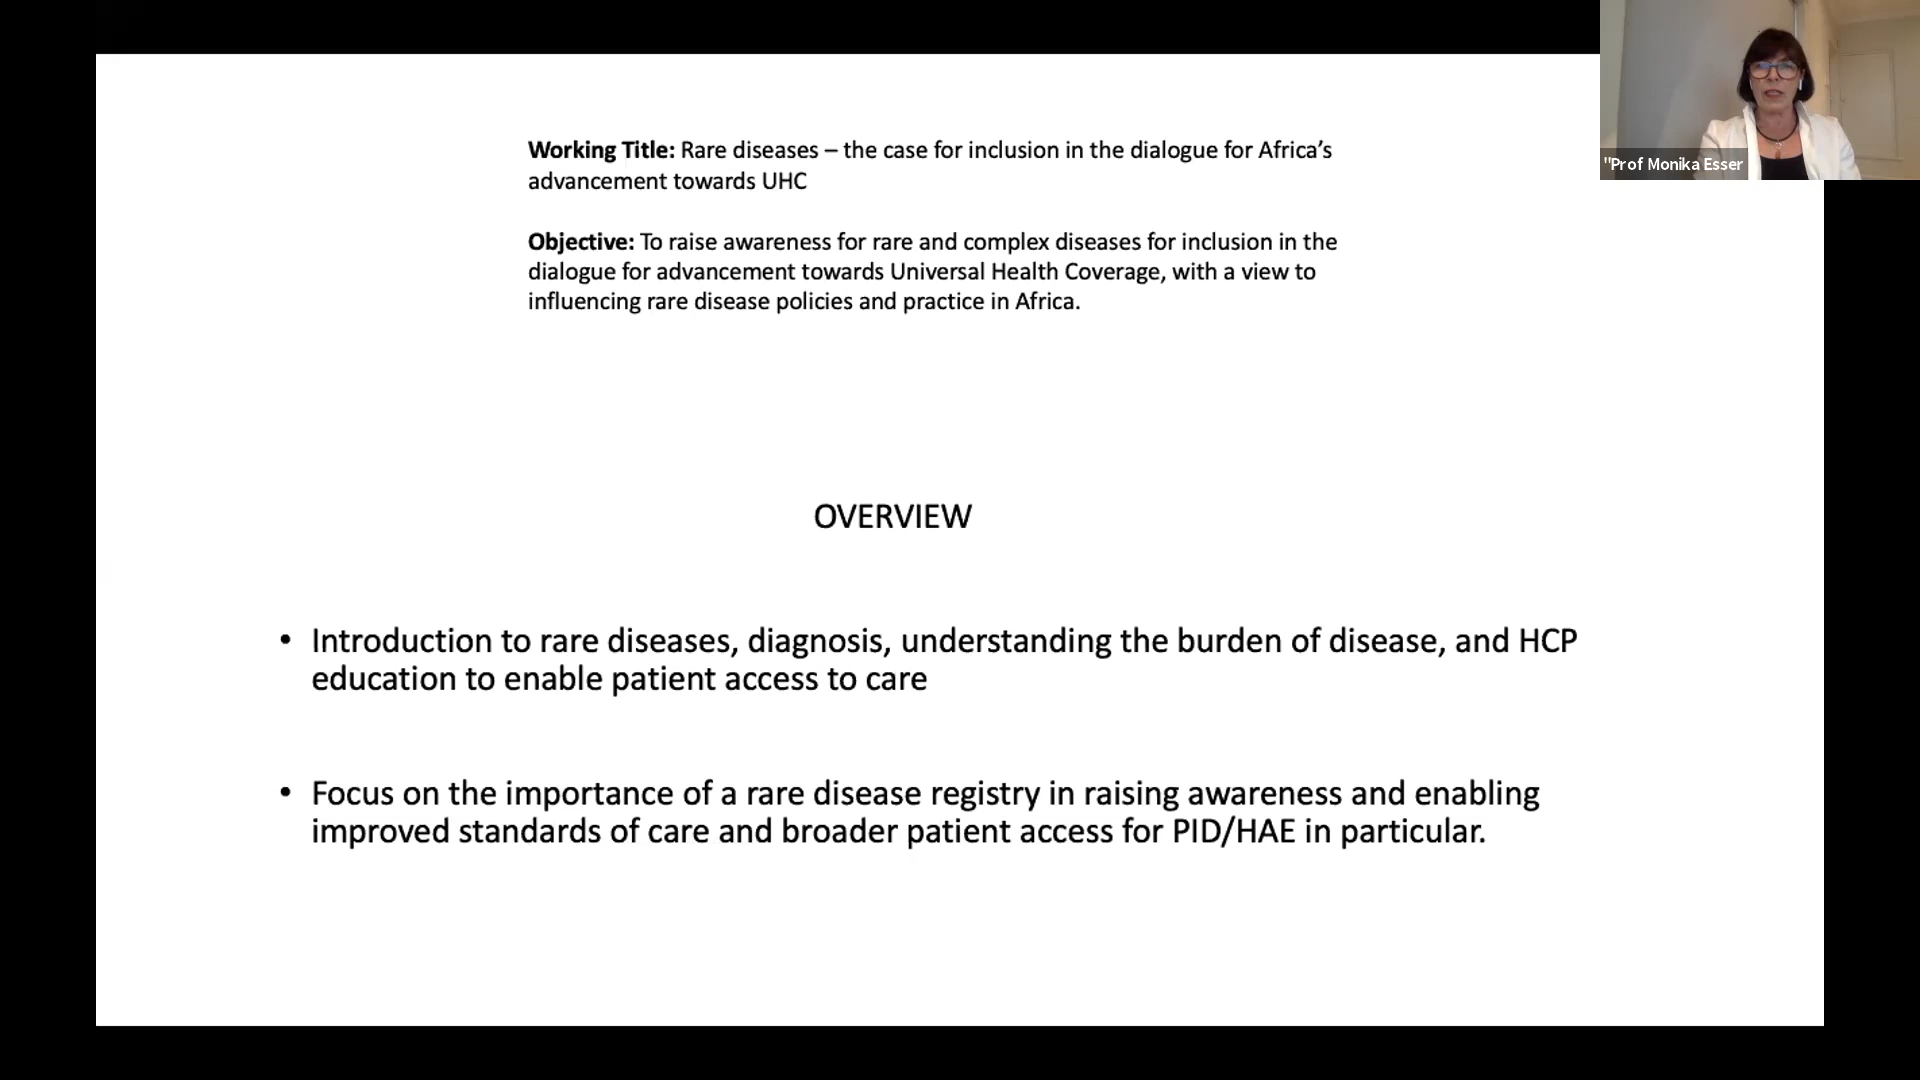 Working Title: Rare diseases – the case for inclusion in the dialogue for Africa’s
advancement towards UHC
Objective: To raise awareness for rare and complex diseases for inclusion in the
dialogue for advancement towards Universal Health Coverage, with a view to
influencing rare disease policies and practice in Africa.
"Prof Monika Esser
OVERVIEW
• Introduction to rare diseases, diagnosis, understanding the burden of disease, and HCP
education to enable patient access to care
• Focus on the importance of a rare disease registry in raising awareness and enabling
improved standards of care and broader patient access for PID/HAE in particular.